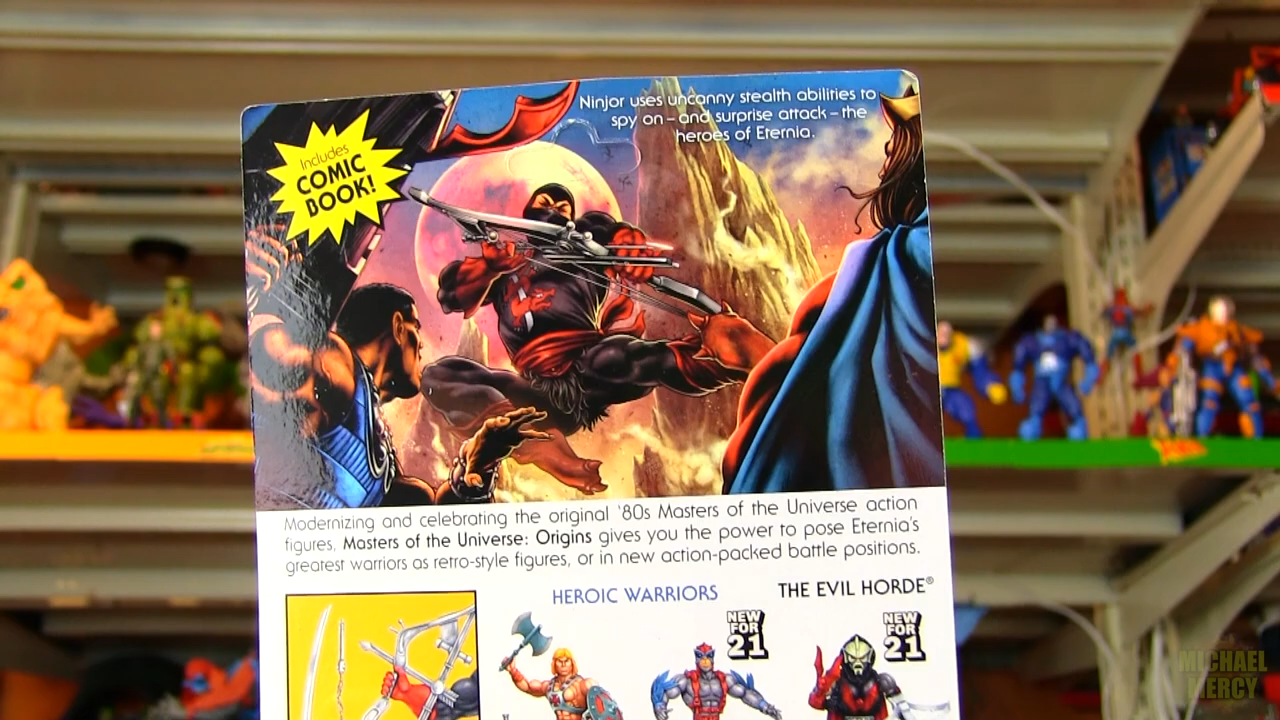 Includes
COMIC
BOOK!
Ninjor uses uncanny stealth abilities to
spy on – and surprise attack – the
heroes of Eternia.
Modernizing and celebrating the original '80s Masters of the Universe action
figures, Masters of the Universe: Origins gives you the power to pose Eternia's
greatest warriors as retro-style figures, or in new action-packed battle positions.
HEROIC WARRIORS
THE EVIL HORDE®
NEW
FOR
21
NEW
FOR
21
MICHAEL
MERCY